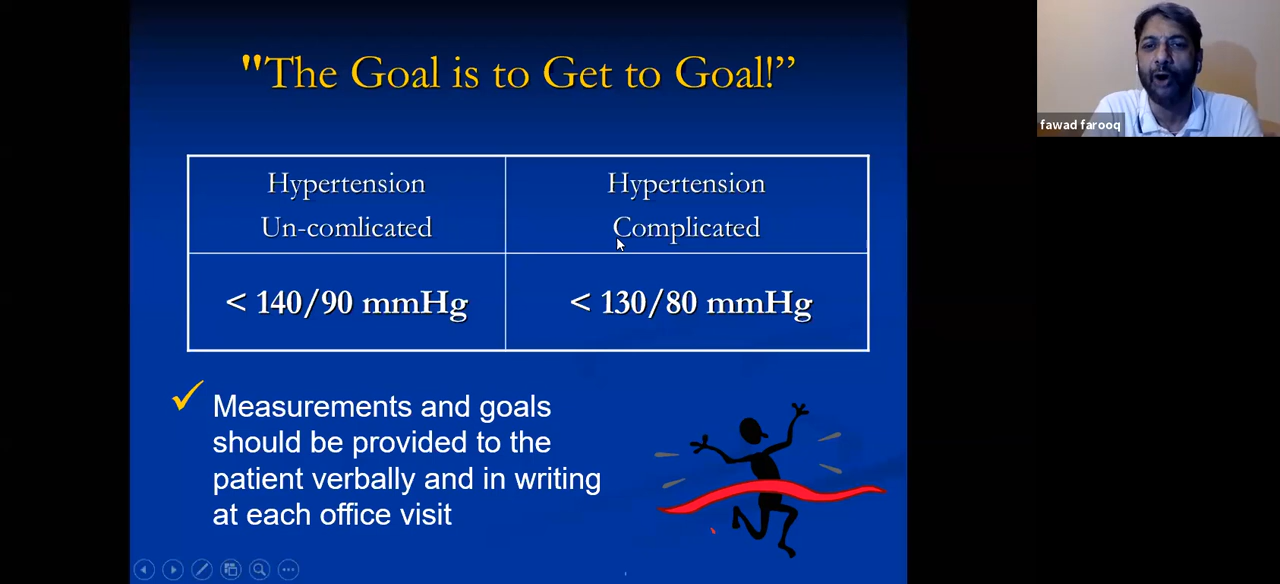 "The Goal is to Get to Goal!”
Hypertension
Un-comlicated
Hypertension
Complicated
< 140/90 mmHg
< 130/80 mmHg
Measurements and goals
should be provided to the
patient verbally and in writing
at each office visit
fawad farooq